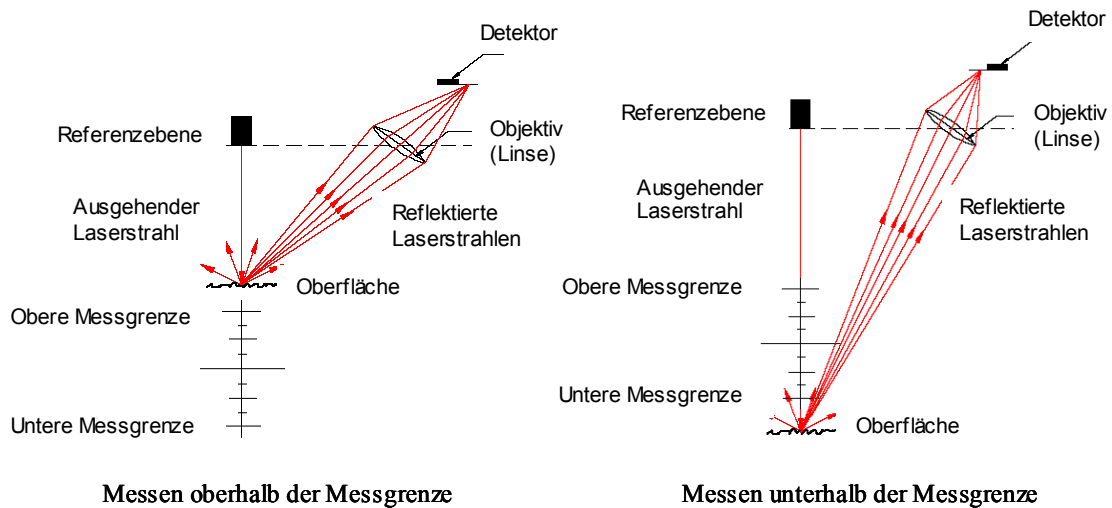 Detektor
Referenzebene
Objektiv
(Linse)
Ausgehender
Laserstrahl
Reflektierte
Laserstrahlen
Oberfläche
Obere Messgrenze
Untere Messgrenze
Messen oberhalb der Messgrenze
Detektor
Referenzebene
Objektiv
(Linse)
Ausgehender
Laserstrahl
Reflektierte
Laserstrahlen
Obere Messgrenze
Untere Messgrenze
Oberfläche
Messen unterhalb der Messgrenze